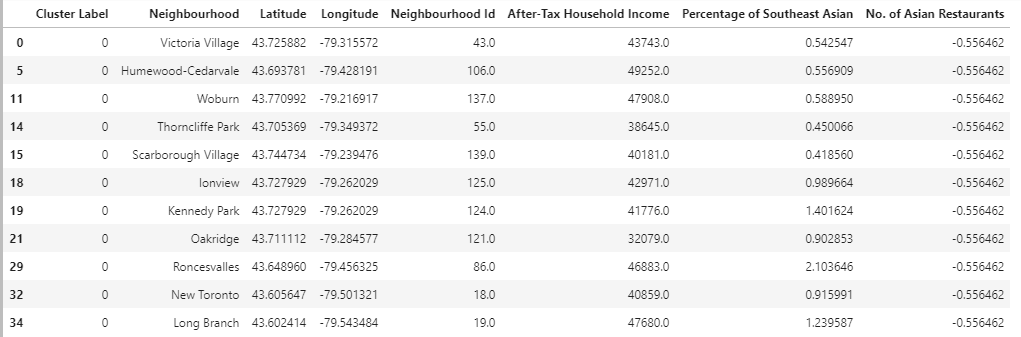 Cluster Label Neighbourhood Latitude Longitude Neighbourhood Id After-Tax Household Income Percentage of Southeast Asian No. of Asian Restaurants
0 0 Victoria Village 43.725882 -79.315572 43.0 43743.0 0.542547 -0.556462
5 0 Humewood-Cedarvale 43.693781 -79.428191 106.0 49252.0 0.556909 -0.556462
11 0 Woburn 43.770992 -79.216917 137.0 47908.0 0.588950 -0.556462
14 0 Thorncliffe Park 43.705369 -79.349372 55.0 38645.0 0.450066 -0.556462
15 0 Scarborough Village 43.744734 -79.239476 139.0 40181.0 0.418560 -0.556462
18 0 Ionview 43.727929 -79.262029 125.0 42971.0 0.989664 -0.556462
19 0 Kennedy Park 43.727929 -79.262029 124.0 41776.0 1.401624 -0.556462
21 0 Oakridge 43.711112 -79.284577 121.0 32079.0 0.902853 -0.556462
29 0 Roncesvalles 43.648960 -79.456325 86.0 46883.0 2.103646 -0.556462
32 0 New Toronto 43.605647 -79.501321 18.0 40859.0 0.915991 -0.556462
34 0 Long Branch 43.602414 -79.543484 19.0 47680.0 1.239587 -0.556462